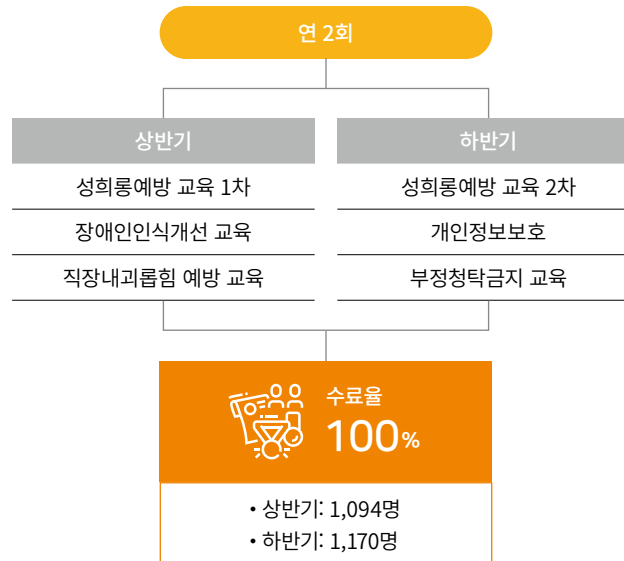 연 2회
상반기
성희롱예방 교육 1차
장애인인식개선 교육
직장내괴롭힘 예방 교육
하반기
성희롱예방 교육 2차
개인정보보호
부정청탁금지 교육
수료율
100%
• 상반기: 1,094명
• 하반기: 1,170명